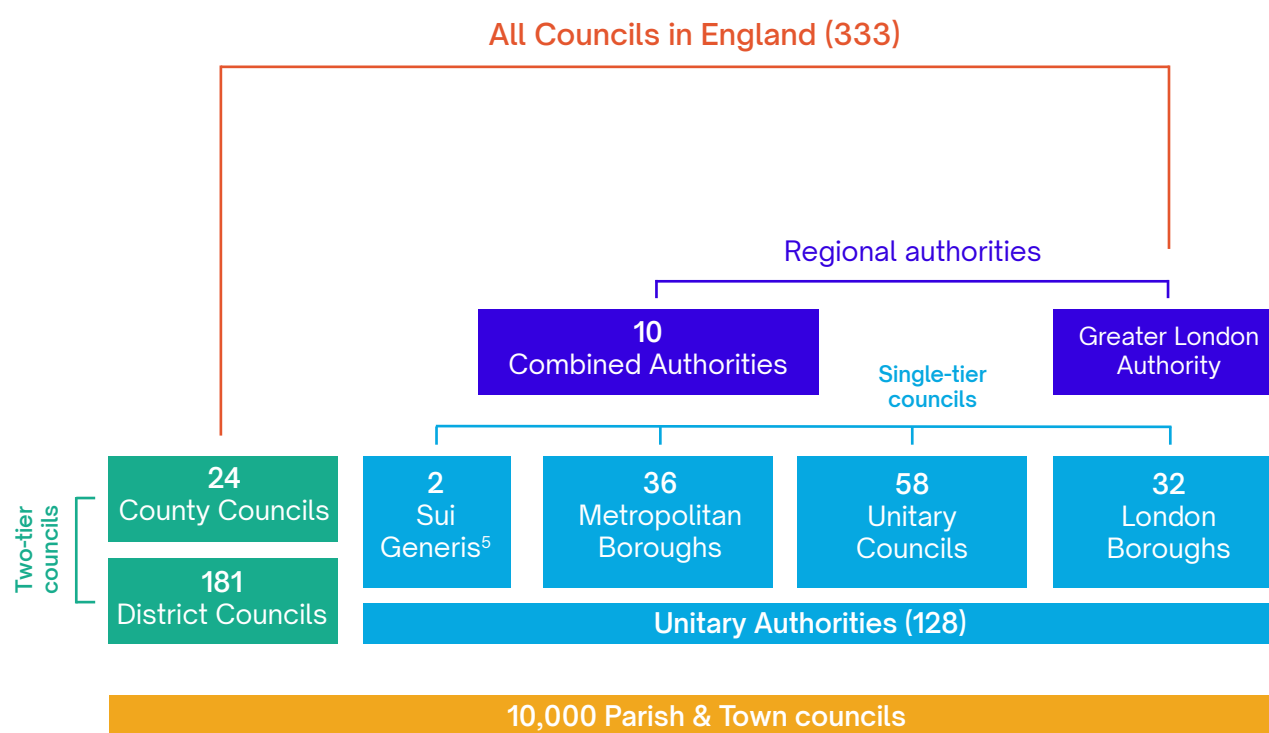 All Councils in England (333)
Regional authorities
10
Combined Authorities
Greater London
Authority
Single-tier
councils
Two-tier
councils
24
County Councils
181
District Councils
2
Sui
Generis⁵
36
Metropolitan
Boroughs
58
Unitary
Councils
32
London
Boroughs
Unitary Authorities (128)
10,000 Parish & Town councils